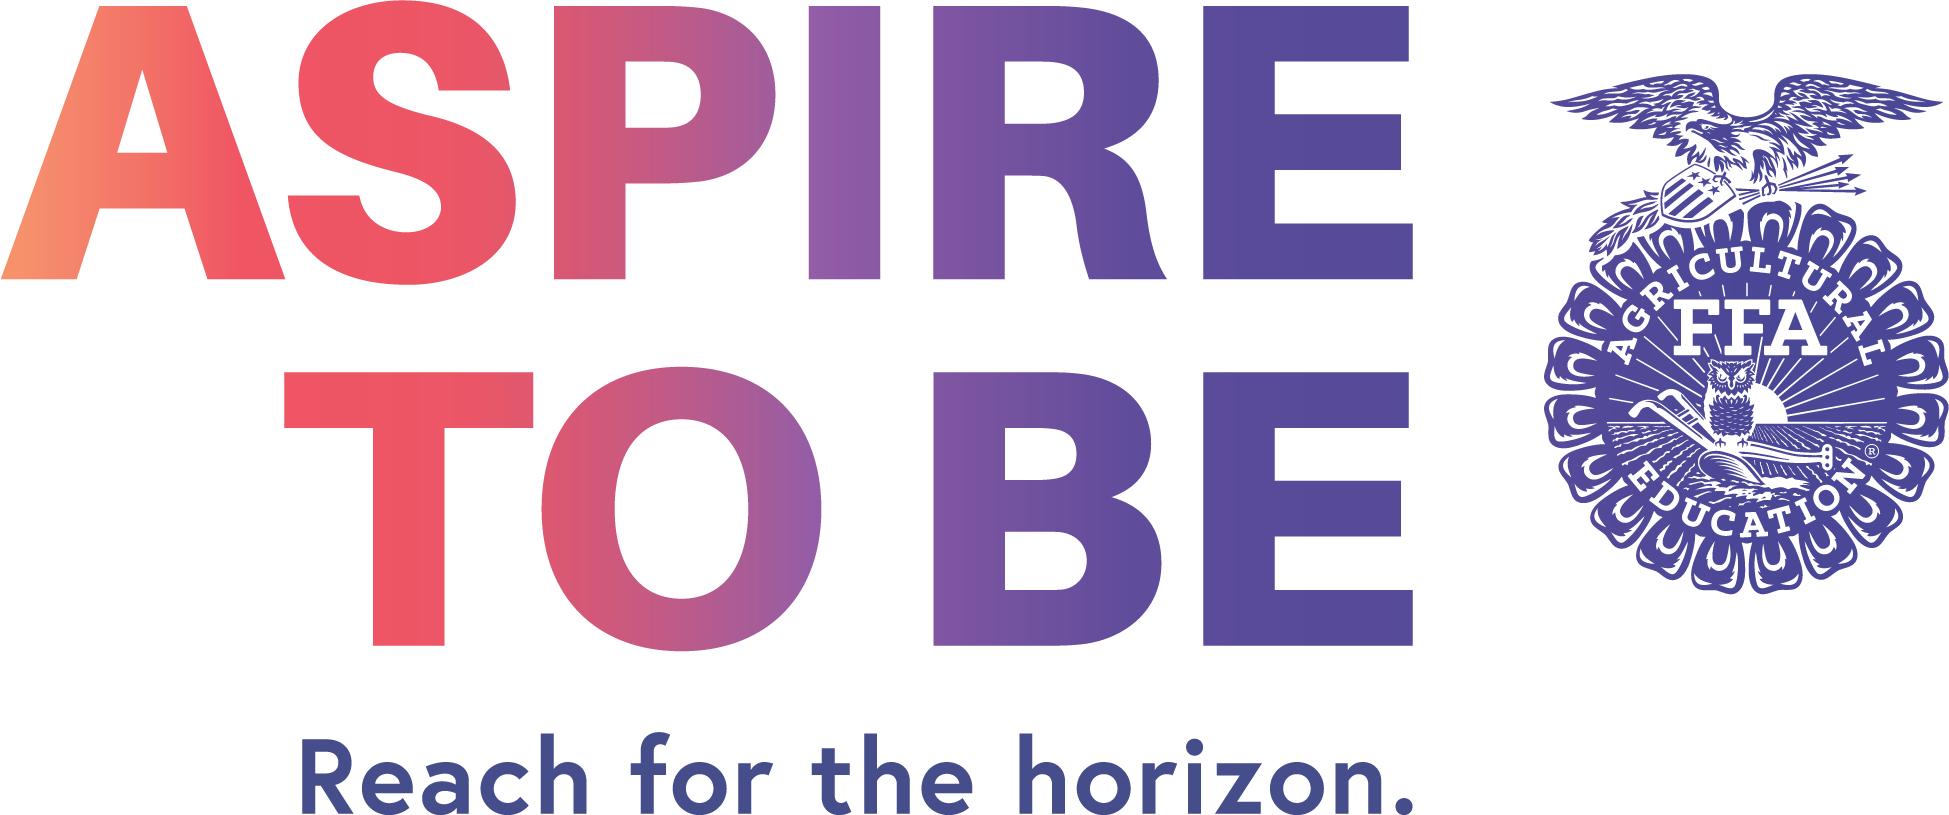 ASPIRE
TO BE
Reach for the horizon.
AGRICULTURAL
FFA
EDUCATION®